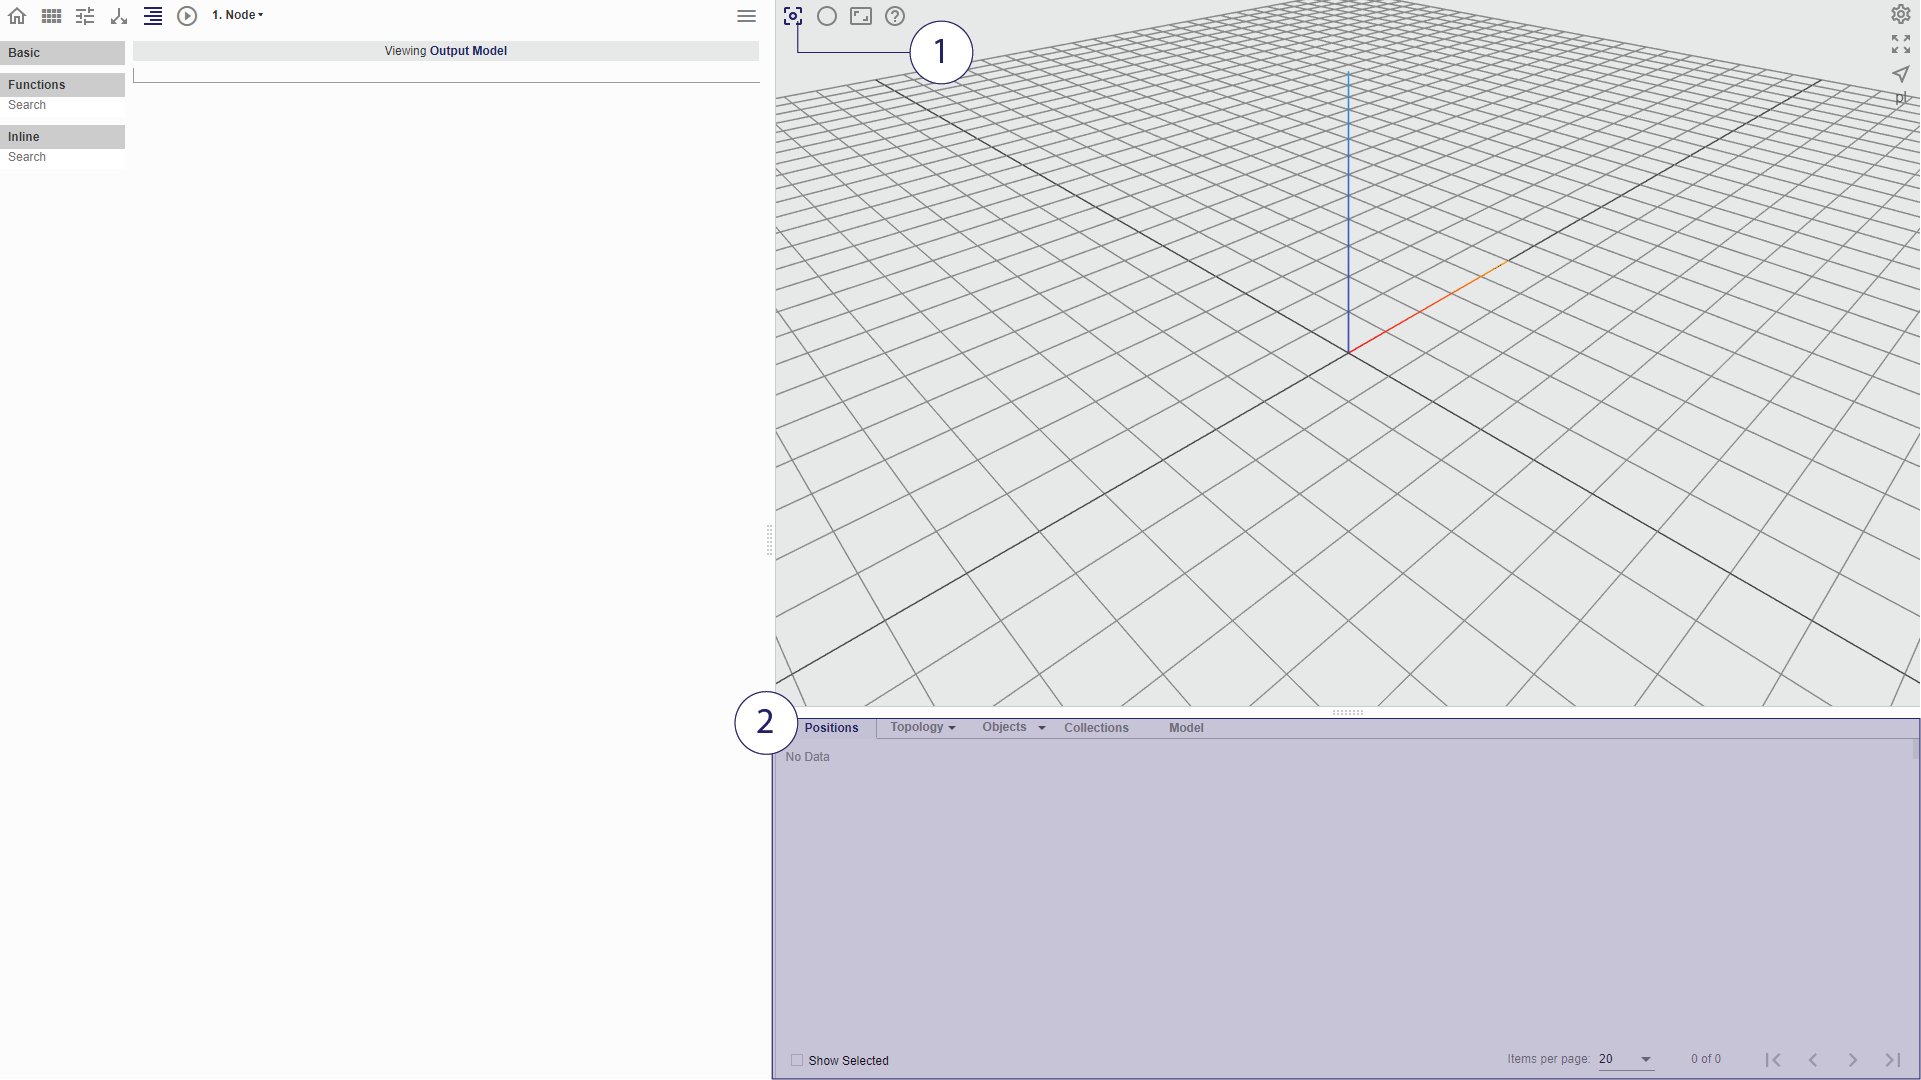 1. Node
Basic
Functions
Search
Inline
Search
Viewing Output Model
1
pl
2
Positions
Topology
Objects
Collections
Model
No Data
Show Selected
Items per page: 20
0 of 0